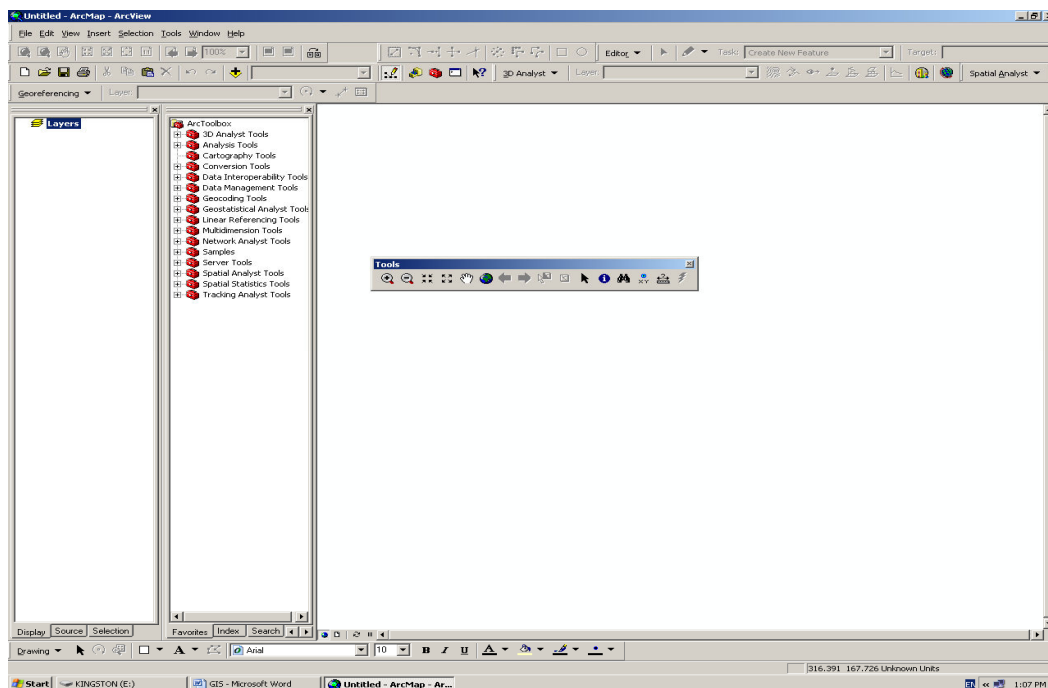 Untitled - ArcMap - ArcView
File Edit View Insert Selection Tools Window Help
100% Editor Task: Create New Feature Target:
3D Analyst Layer: Spatial Analyst
Georeferencing Layer:
Layers
ArcToolbox
3D Analyst Tools
Analysis Tools
Cartography Tools
Conversion Tools
Data Interoperability Tools
Data Management Tools
Geocoding Tools
Geostatistical Analyst Tools
Linear Referencing Tools
Multidimension Tools
Network Analyst Tools
Samples
Server Tools
Spatial Analyst Tools
Spatial Statistics Tools
Tracking Analyst Tools
Tools
XY
Display Source Selection
Favorites Index Search
Drawing A Arial 10 B I U A
316.391 167.726 Unknown Units
Start KINGSTON (E:) GIS - Microsoft Word Untitled - ArcMap - Ar... EN 1:07 PM